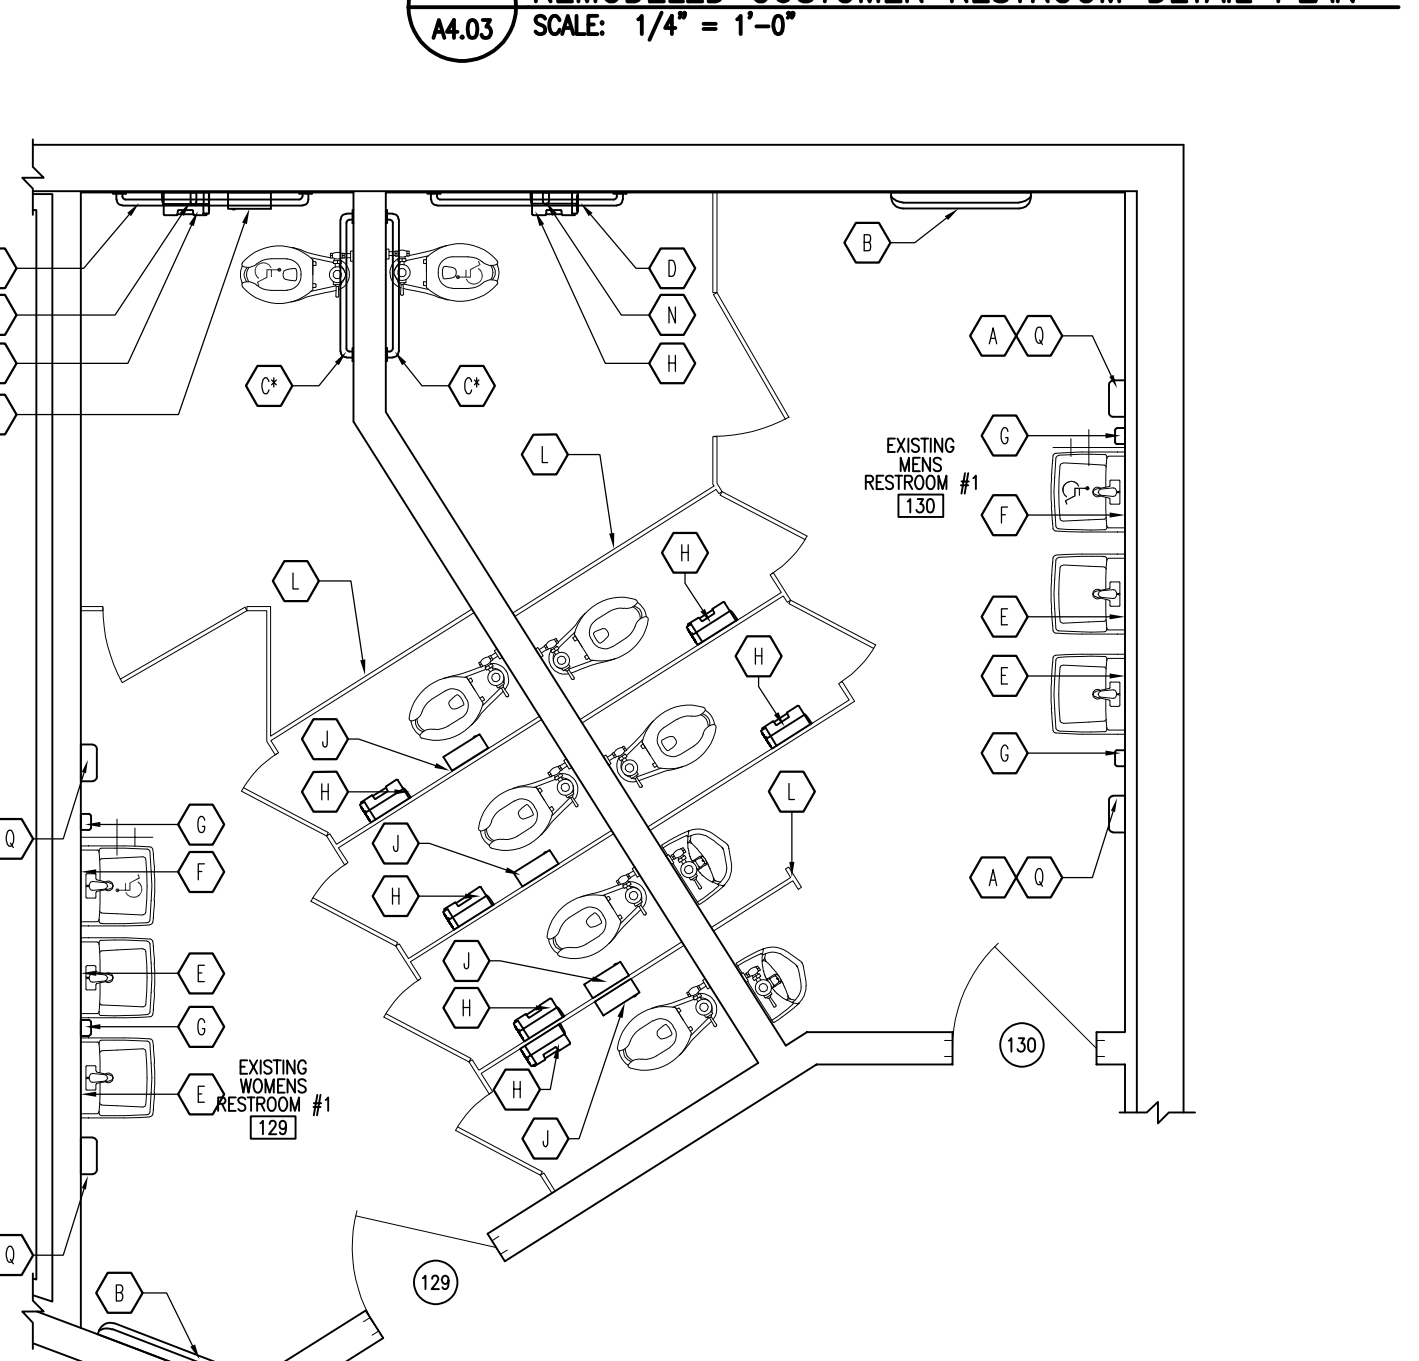 REMODELED CUSTOMER RESTROOM DETAIL PLAN
A4.03
SCALE: 1/4" = 1'-0"
B
D
N
H
A Q
C*
C*
G
L
EXISTING
MENS
RESTROOM #1
130
F
H
L
E
H
E
J
G
H
L
Q
G
J
F
A Q
H
J
E
H
G
130
EXISTING
WOMENS
RESTROOM #1
129
E
H
J
Q
129
B